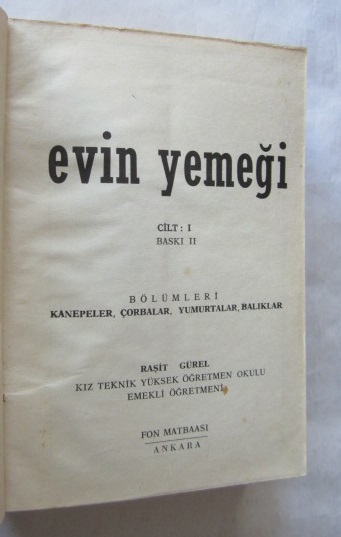 evin yemeği
CİLT : I
BASKI II
BÖLÜMLERİ
KANEPELER, ÇORBALAR, YUMURTALAR, BALIKLAR
RAŞİT GÜREL
KIZ TEKNİK YÜKSEK ÖĞRETMEN OKULU
EMEKLİ ÖĞRETMENİ
FON MATBAASI
ANKARA